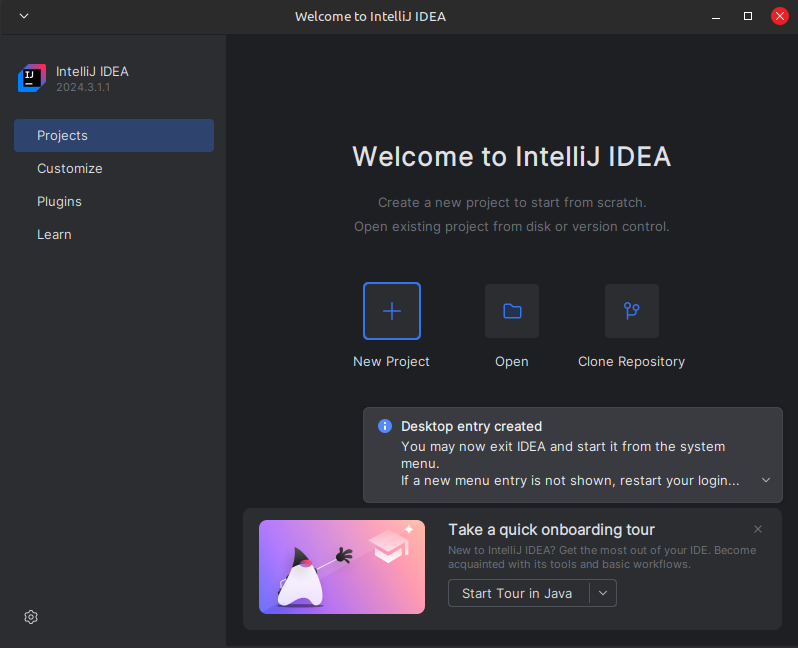 Welcome to IntelliJ IDEA
IJ
IntelliJ IDEA
2024.3.1.1
Projects
Customize
Plugins
Learn
Welcome to IntelliJ IDEA
Create a new project to start from scratch.
Open existing project from disk or version control.
New Project
Open
Clone Repository
Desktop entry created
You may now exit IDEA and start it from the system
menu.
If a new menu entry is not shown, restart your login...
Take a quick onboarding tour
New to IntelliJ IDEA? Get the most out of your IDE. Become
acquainted with its tools and basic workflows.
Start Tour in Java